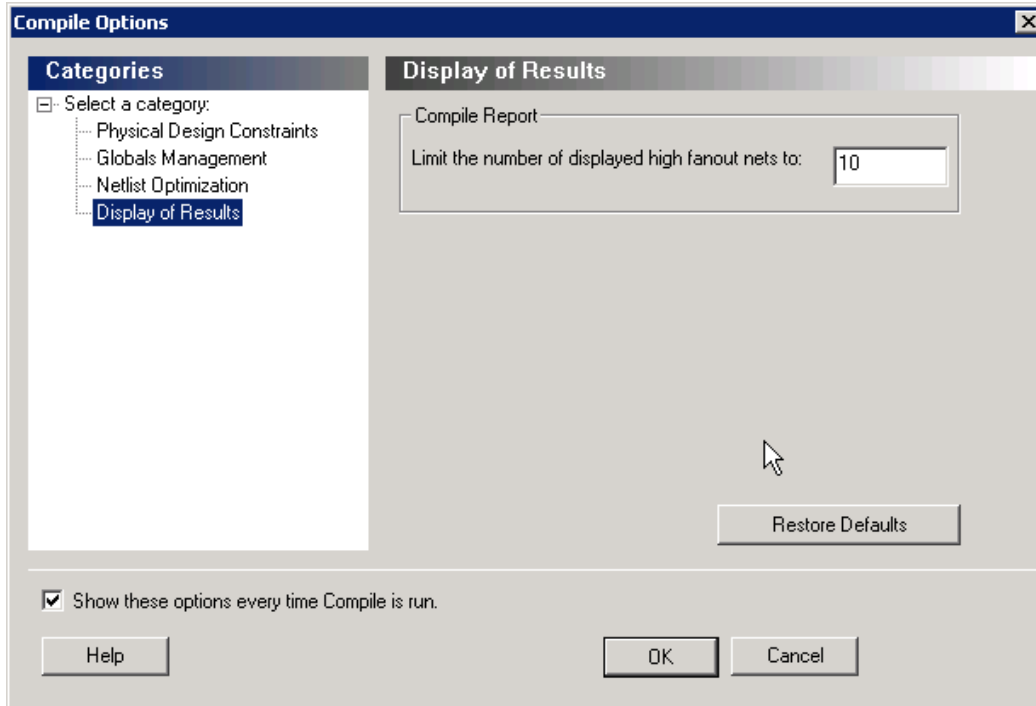 Compile Options
Categories
Select a category:
Physical Design Constraints
Globals Management
Netlist Optimization
Display of Results
Display of Results
Compile Report
Limit the number of displayed high fanout nets to: 10
Restore Defaults
Show these options every time Compile is run.
Help OK Cancel